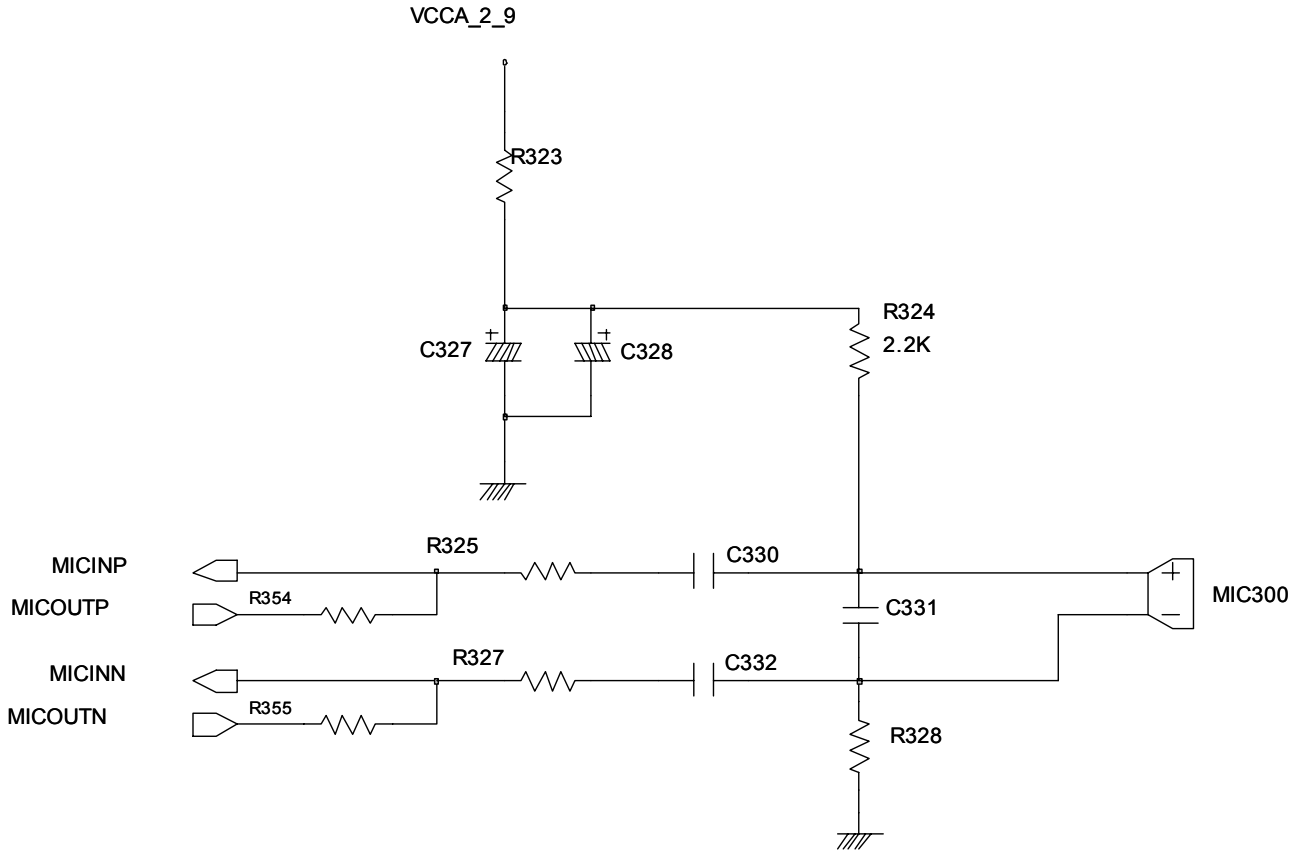 VCCA_2_9
R323
R324
C327
C328
2.2K
R325
C330
MICINP
R354
MICOUTP
C331
MIC300
R327
C332
MICINN
R355
MICOUTN
R328